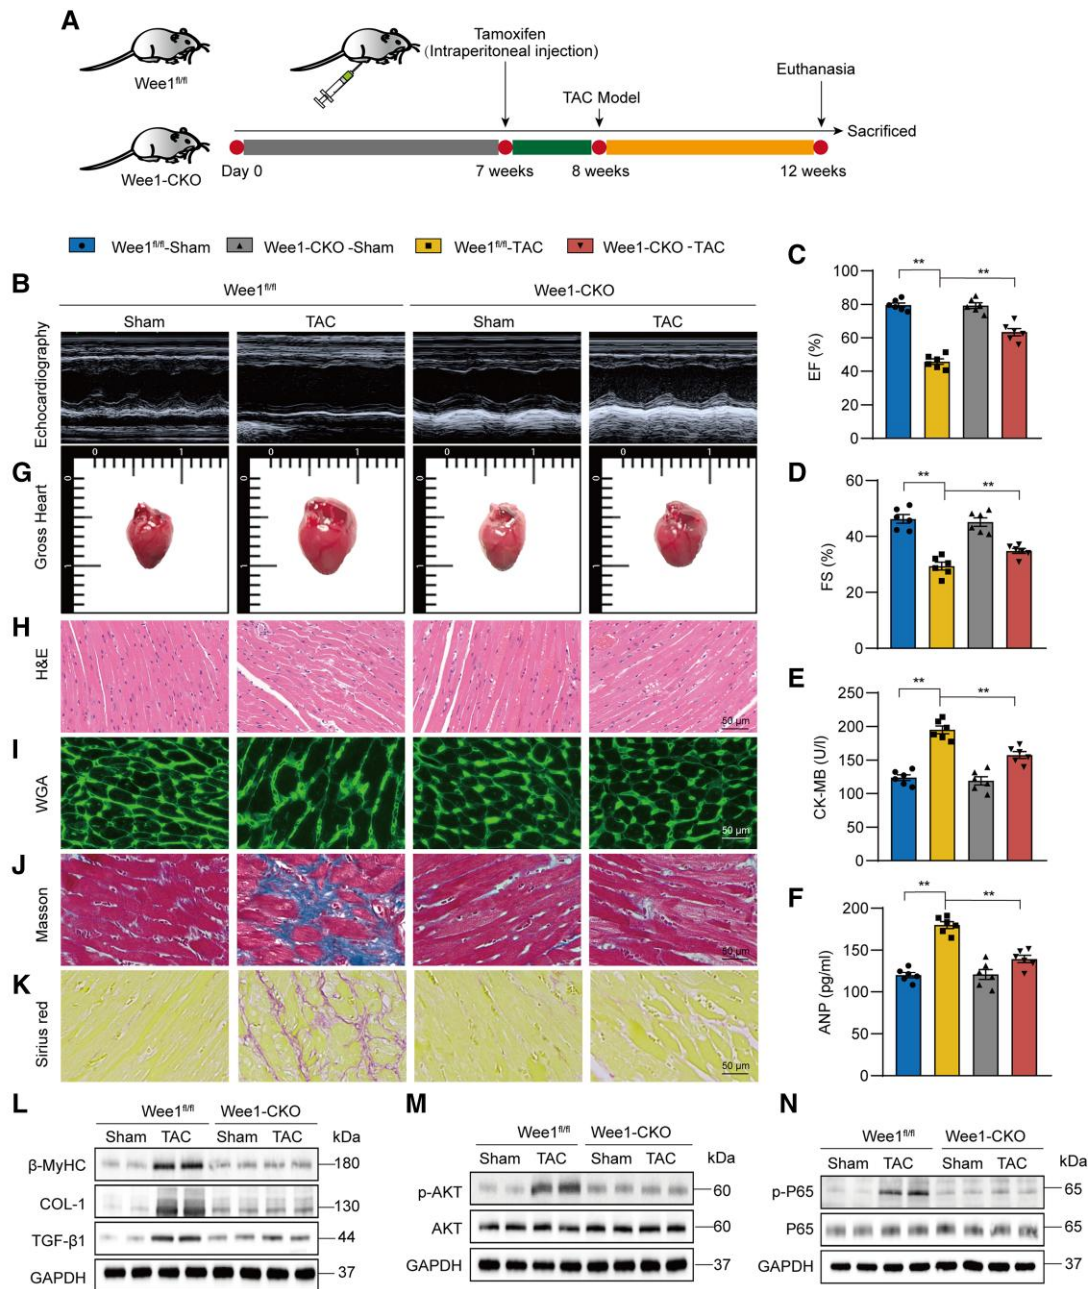 A
Wee1fl/fl
Wee1-CKO
Tamoxifen
(Intraperitoneal injection)
TAC Model
Euthanasia
Sacrificed
Day 0
7 weeks
8 weeks
12 weeks
Wee1fl/fl-Sham
Wee1-CKO -Sham
Wee1fl/fl-TAC
Wee1-CKO -TAC
B
Wee1fl/fl
Wee1-CKO
Sham
TAC
Sham
TAC
Echocardiography
G
Gross Heart
0
1
0
1
0
1
0
1
0
1
H
H&E
50 μm
I
WGA
50 μm
J
Masson
50 μm
K
Sirius red
50 μm
C
EF (%)
100
80
60
40
20
0
**
**
D
FS (%)
60
40
20
0
**
**
E
CK-MB (U/l)
250
200
150
100
50
0
**
**
F
ANP (pg/ml)
200
150
100
50
0
**
**
L
Wee1fl/fl
Wee1-CKO
Sham TAC Sham TAC kDa
β-MyHC 180
COL-1 130
TGF-β1 44
GAPDH 37
M
Wee1fl/fl
Wee1-CKO
Sham TAC Sham TAC kDa
p-AKT 60
AKT 60
GAPDH 37
N
Wee1fl/fl
Wee1-CKO
Sham TAC Sham TAC kDa
p-P65 65
P65 65
GAPDH 37